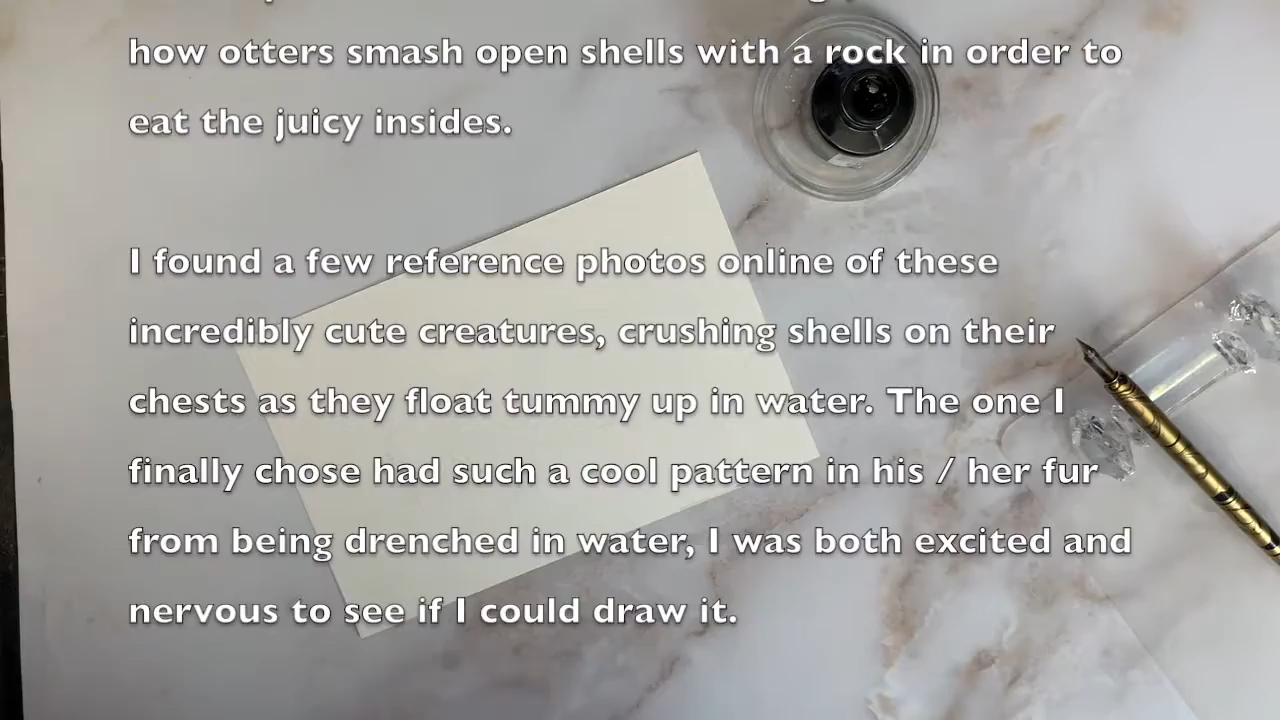 how otters smash open shells with a rock in order to
eat the juicy insides.
I found a few reference photos online of these
incredibly cute creatures, crushing shells on their
chests as they float tummy up in water. The one I
finally chose had such a cool pattern in his / her fur
from being drenched in water, I was both excited and
nervous to see if I could draw it.